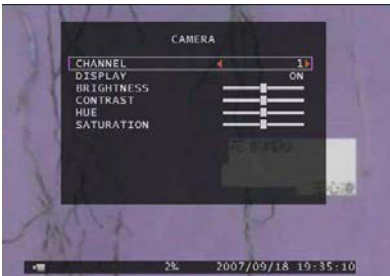 CAMERA
CHANNEL 1
DISPLAY ON
BRIGHTNESS
CONTRAST
HUE
SATURATION
2% 2007/09/18 19:35:10